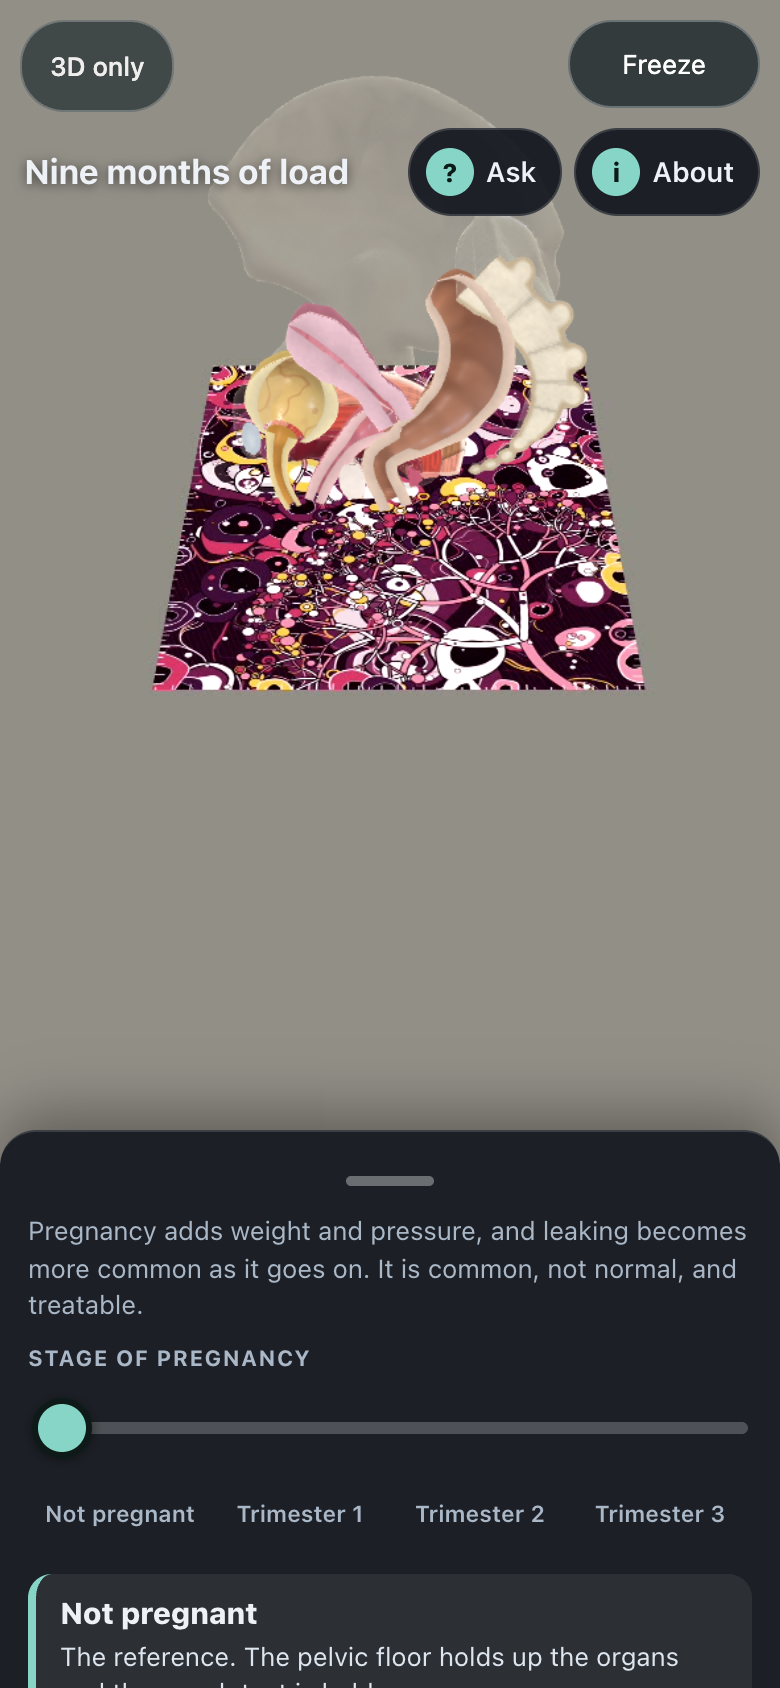 3D only
Freeze
Nine months of load
? Ask
i About
Pregnancy adds weight and pressure, and leaking becomes
more common as it goes on. It is common, not normal, and
treatable.
STAGE OF PREGNANCY
Not pregnant
Trimester 1
Trimester 2
Trimester 3
Not pregnant
The reference. The pelvic floor holds up the organs